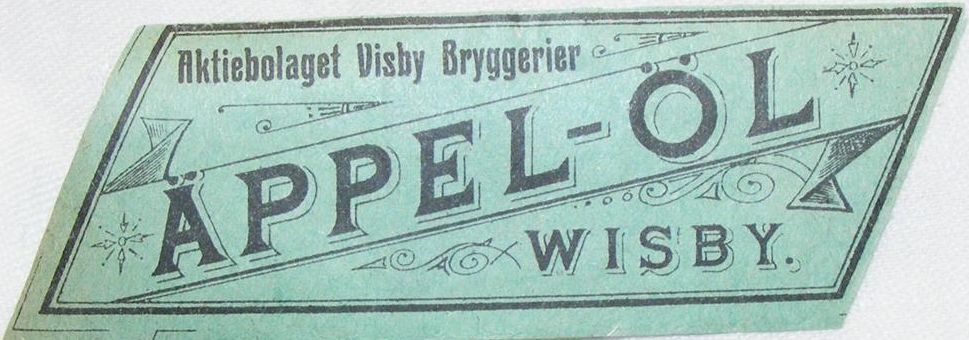 Aktiebolaget Visby Bryggerier
ÄPPEL-ÖL
WISBY.